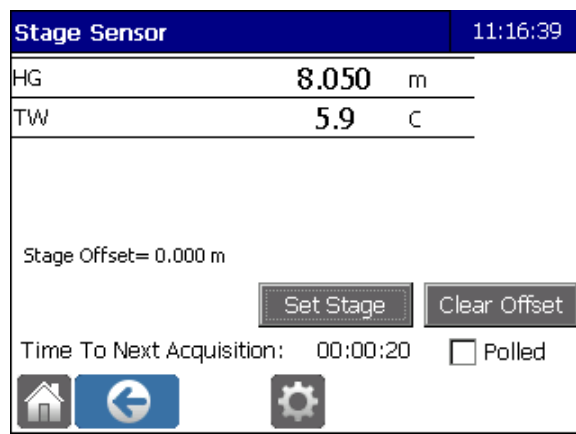 Stage Sensor 11:16:39
HG 8.050 m
TW 5.9 C
Stage Offset= 0.000 m
Set Stage Clear Offset
Time To Next Acquisition: 00:00:20 Polled